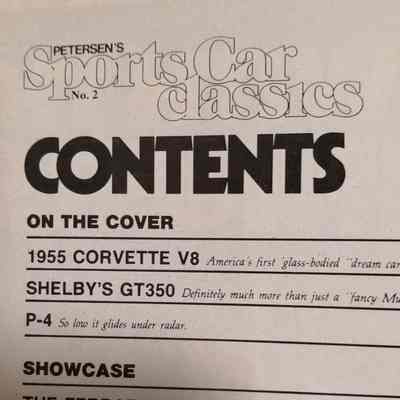 PETERSEN'S
Sports Car
No. 2
classics
CONTENTS
ON THE COVER
1955 CORVETTE V8 America's first 'glass-bodied "dream car
SHELBY'S GT350 Definitely much more than just a "fancy Mu
P-4 So low it glides under radar.
SHOWCASE